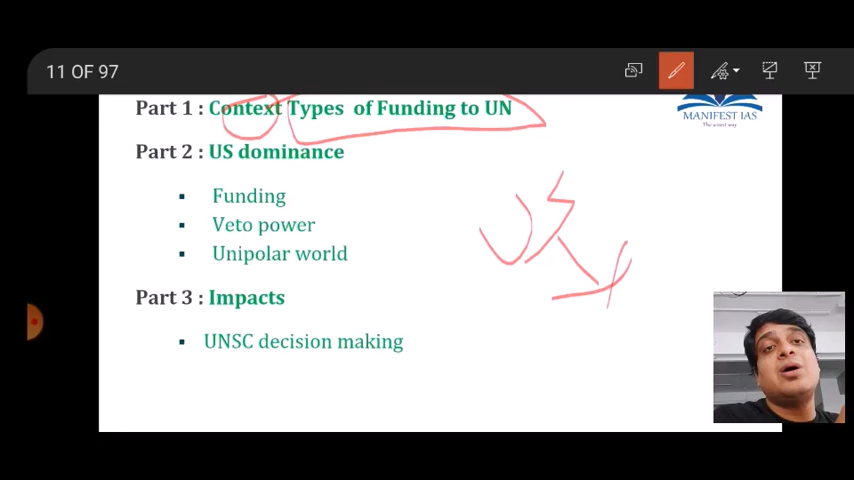 11 OF 97
Part 1 : Context Types of Funding to UN
MANIFEST IAS
Part 2 : US dominance
▪ Funding
▪ Veto power
▪ Unipolar world
US
Part 3 : Impacts
▪ UNSC decision making